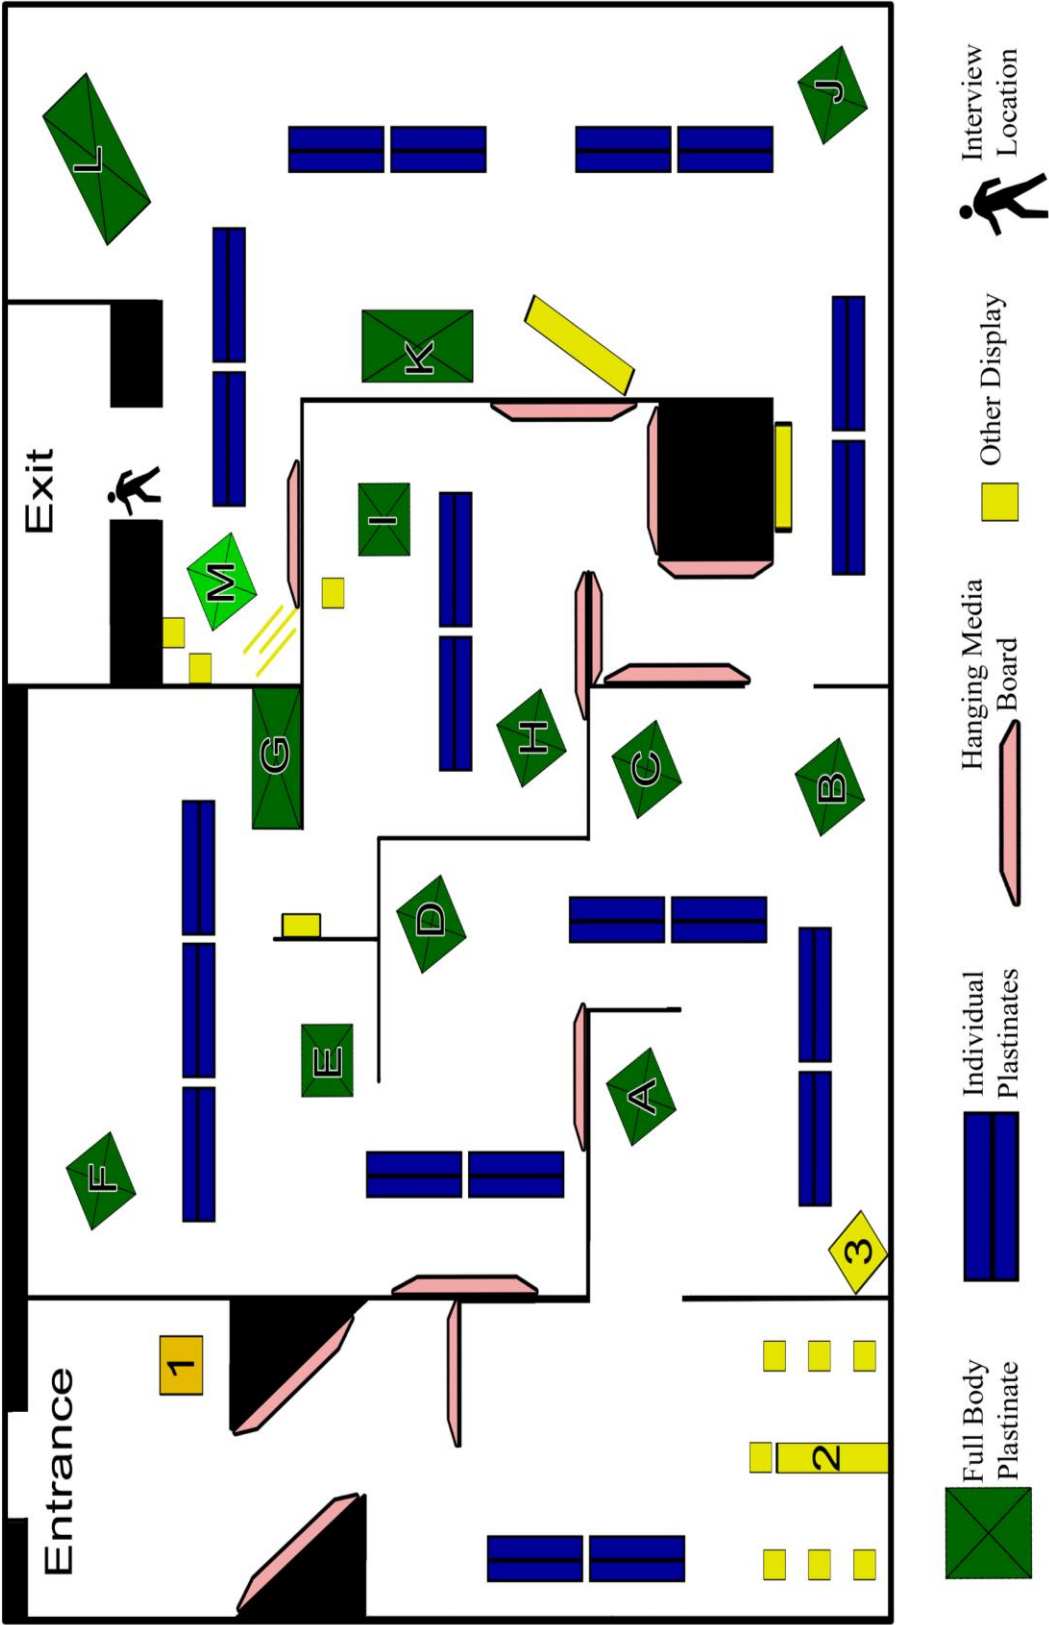 Entrance
Exit
1
2
3
A
B
C
D
E
F
G
H
I
J
K
L
M
Full Body
Plastinate
Individual
Plastinates
Hanging Media
Board
Other Display
Interview
Location